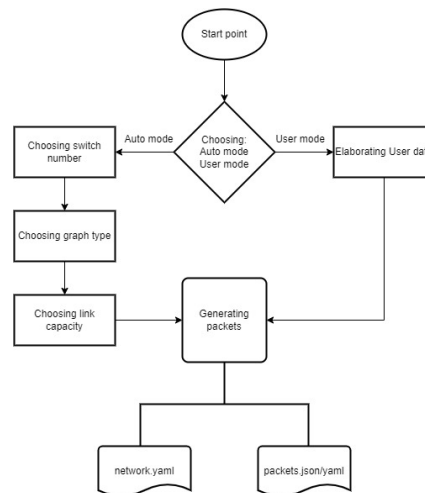 Start point
Auto mode
Choosing:
Auto mode
User mode
User mode
Choosing switch
number
Elaborating User dat
Choosing graph type
Choosing link
capacity
Generating
packets
network.yaml
packets.json/yaml